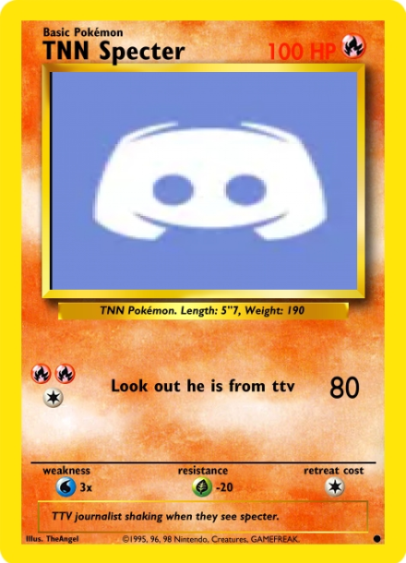 Basic Pokémon
TNN Specter 100 HP
TNN Pokémon. Length: 5"7, Weight: 190
Look out he is from ttv 80
weakness resistance retreat cost
3x -20
TTV journalist shaking when they see specter.
Illus. TheAngel ©1995, 96, 98 Nintendo, Creatures, GAMEFREAK.